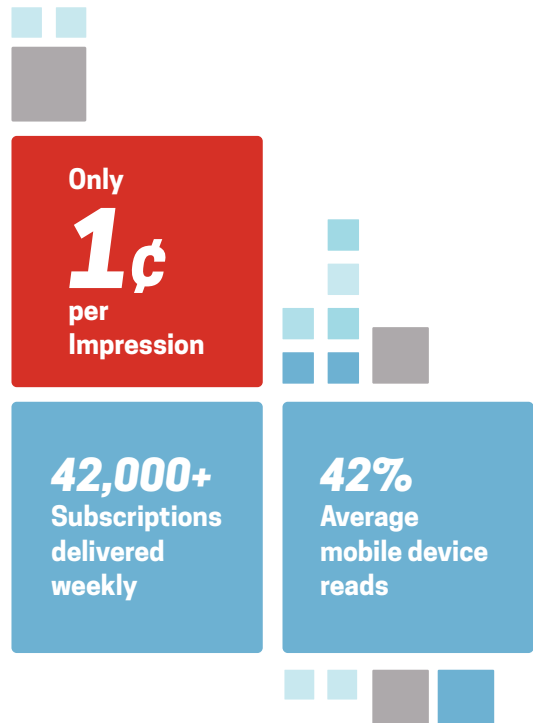 Only
1¢
per
Impression
42,000+
Subscriptions
delivered
weekly
42%
Average
mobile device
reads